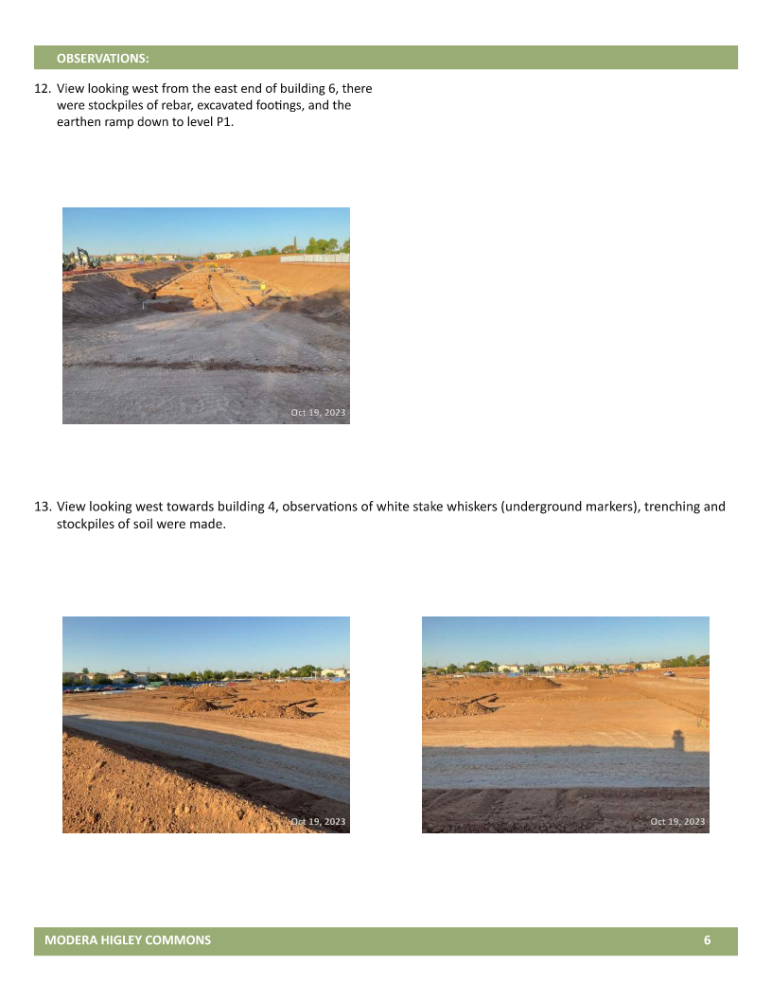 OBSERVATIONS:
12. View looking west from the east end of building 6, there
were stockpiles of rebar, excavated footings, and the
earthen ramp down to level P1.
Oct 19, 2023
13. View looking west towards building 4, observations of white stake whiskers (underground markers), trenching and
stockpiles of soil were made.
Oct 19, 2023
Oct 19, 2023
MODERA HIGLEY COMMONS 6